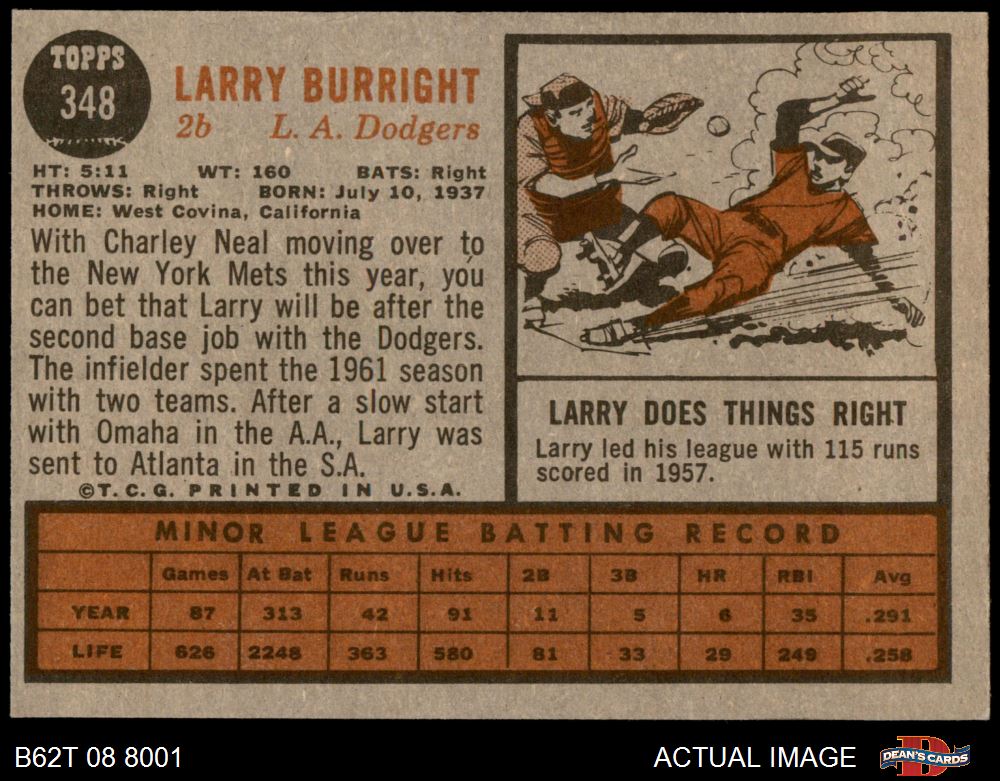 TOPPS
348
LARRY BURRIGHT
2b L. A. Dodgers
HT: 5:11 WT: 160 BATS: Right
THROWS: Right BORN: July 10, 1937
HOME: West Covina, California
With Charley Neal moving over to
the New York Mets this year, you
can bet that Larry will be after the
second base job with the Dodgers.
The infielder spent the 1961 season
with two teams. After a slow start
with Omaha in the A.A., Larry was
sent to Atlanta in the S.A.
©T.C.G. PRINTED IN U.S.A.
LARRY DOES THINGS RIGHT
Larry led his league with 115 runs
scored in 1957.
MINOR LEAGUE BATTING RECORD
Games At Bat Runs Hits 2B 3B HR RBI Avg
YEAR 87 313 42 91 11 5 6 35 .291
LIFE 626 2248 363 580 81 33 29 249 .258
B62T 08 8001
ACTUAL IMAGE
DEAN'S CARDS